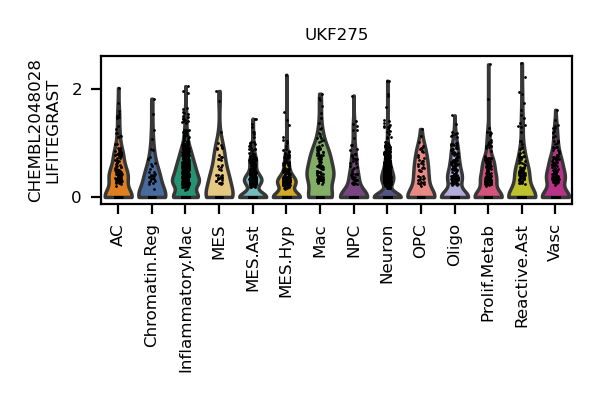 UKF275
CHEMBL2048028
LIFITEGRAST
2
0
AC
Chromatin.Reg
Inflammatory.Mac
MES
MES.Ast
MES.Hyp
Mac
NPC
Neuron
OPC
Oligo
Prolif.Metab
Reactive.Ast
Vasc